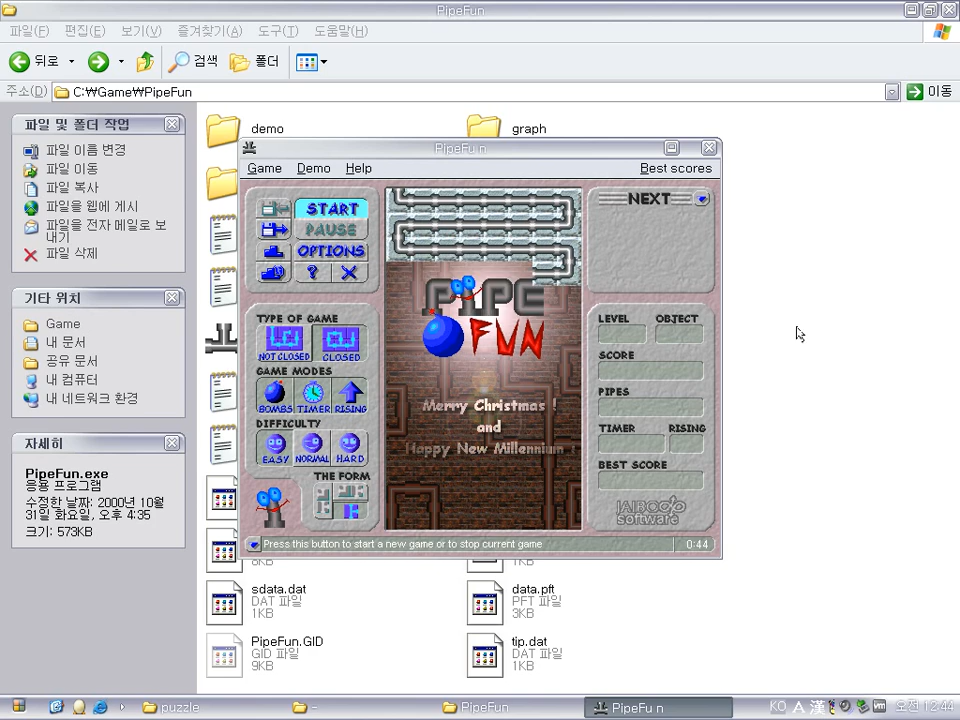 PipeFun
파일(F) 편집(E) 보기(V) 즐겨찾기(A) 도구(T) 도움말(H)
뒤로 검색 폴더
주소(D) C:₩Game₩PipeFun 이동
파일 및 폴더 작업
파일 이름 변경
파일 이동
파일 복사
파일을 웹에 게시
파일을 전자 메일로 보
내기
파일 삭제
기타 위치
Game
내 문서
공유 문서
내 컴퓨터
내 네트워크 환경
자세히
PipeFun.exe
응용 프로그램
수정한 날짜: 2000년 10월
31일 화요일, 오후 4:35
크기: 573KB
demo
graph
PipeFu n
Game Demo Help Best scores
START
PAUSE
OPTIONS
?
TYPE OF GAME
NOT CLOSED CLOSED
GAME MODES
BOMBS TIMER RISING
DIFFICULTY
EASY NORMAL HARD
THE FORM
PIPE
FUN
Merry Christmas !
and
Happy New Millennium !
NEXT
LEVEL OBJECT
SCORE
PIPES
TIMER RISING
BEST SCORE
JAIBO
software
Press this button to start a new game or to stop current game 0:44
8KB
1KB
sdata.dat
DAT 파일
1KB
data.pft
PFT 파일
3KB
PipeFun.GID
GID 파일
9KB
tip.dat
DAT 파일
1KB
puzzle
-
PipeFun
PipeFu n
KO A 漢 오전 12:44